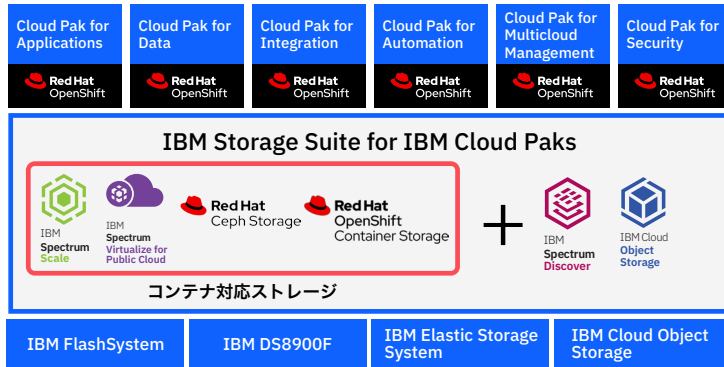 Cloud Pak for
Applications
Cloud Pak for
Data
Cloud Pak for
Integration
Cloud Pak for
Automation
Cloud Pak for
Multicloud
Management
Cloud Pak for
Security
Red Hat
OpenShift
Red Hat
OpenShift
Red Hat
OpenShift
Red Hat
OpenShift
Red Hat
OpenShift
Red Hat
OpenShift
IBM Storage Suite for IBM Cloud Paks
IBM
Spectrum
Scale
IBM
Spectrum
Virtualize for
Public Cloud
Red Hat
Ceph Storage
Red Hat
OpenShift
Container Storage
+
IBM
Spectrum
Discover
IBM Cloud
Object
Storage
コンテナ対応ストレージ
IBM FlashSystem
IBM DS8900F
IBM Elastic Storage
System
IBM Cloud Object
Storage